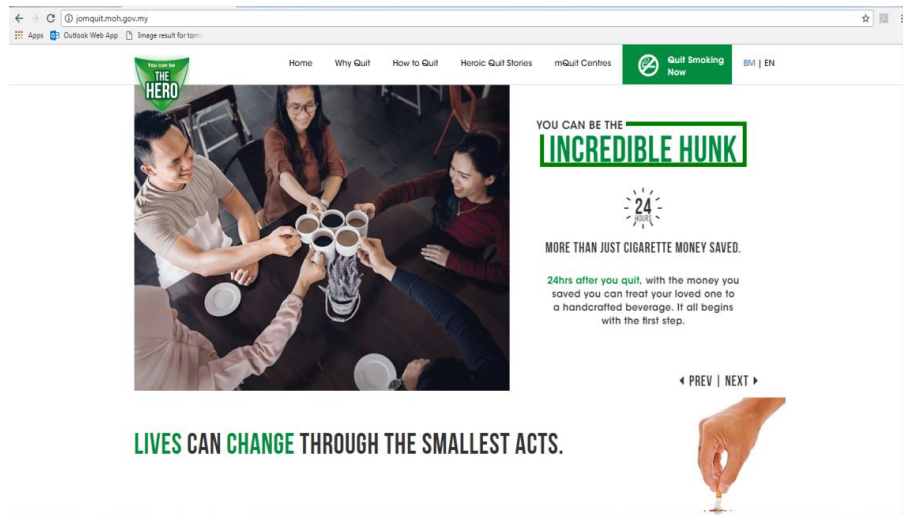 jomquit.moh.gov.my
Apps Outlook Web App Image result for tom
You can be
THE
HERO
Home Why Quit How to Quit Heroic Quit Stories mQuit Centres Quit Smoking
Now
BM | EN
YOU CAN BE THE
INCREDIBLE HUNK
24
HOURS
MORE THAN JUST CIGARETTE MONEY SAVED.
24hrs after you quit, with the money you
saved you can treat your loved one to
a handcrafted beverage. It all begins
with the first step.
PREV | NEXT
LIVES CAN CHANGE THROUGH THE SMALLEST ACTS.